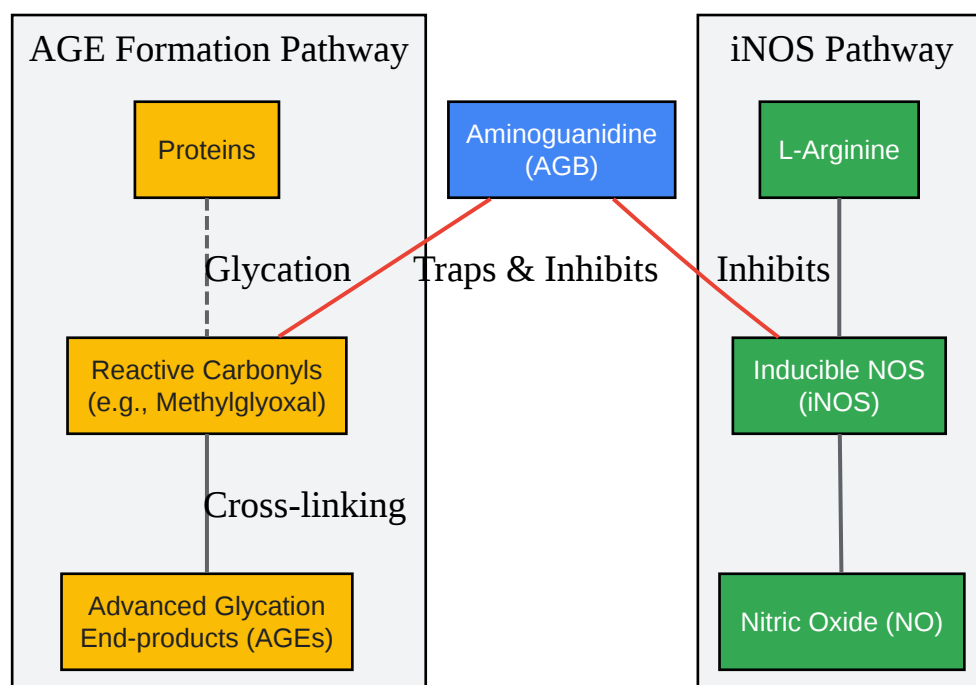 AGE Formation Pathway
iNOS Pathway
Proteins
Aminoguanidine
(AGB)
L-Arginine
Glycation
Traps & Inhibits
Inhibits
Reactive Carbonyls
(e.g., Methylglyoxal)
Inducible NOS
(iNOS)
Cross-linking
Advanced Glycation
End-products (AGEs)
Nitric Oxide (NO)